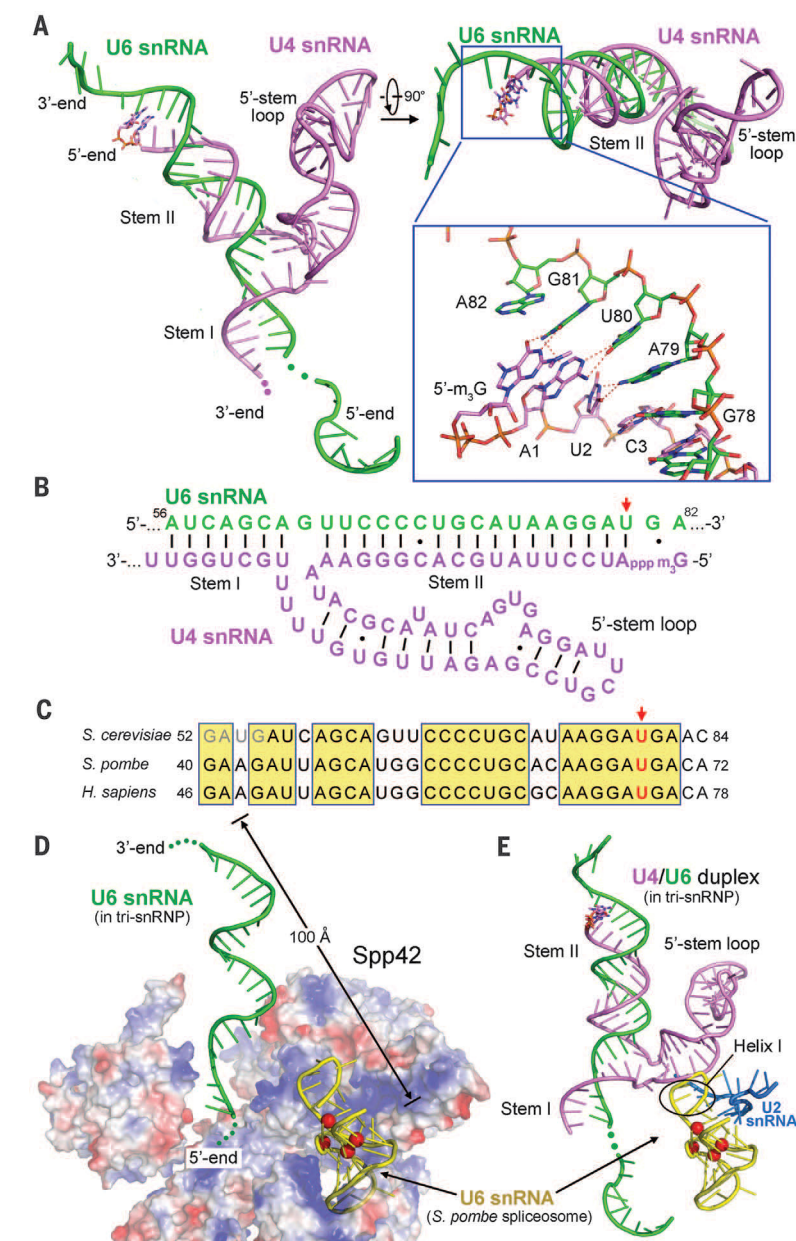 A
U6 snRNA
U4 snRNA
3'-end
5'-end
5'-stem
loop
Stem II
Stem I
3'-end
5'-end
90°
U6 snRNA
U4 snRNA
Stem II
5'-stem
loop
G81
A82
U80
A79
5'-m3G
G78
A1
U2
C3
B
U6 snRNA
56
82
5'-...AUCAGCAGUUCCCCUGCAUAAGGAUGA...-3'
3'-...UUGGUCGU AAGGGCACGUAUUCCUAppp m3G-5'
Stem I
Stem II
AUACGCAUAUCAGUGAGGAUU
UUUUGUGUUAGAGCCUGC
U4 snRNA
5'-stem loop
C
S. cerevisiae 52 GAUGAUCAGCAGUUCCCCUGCAUAAGGAUGAAC 84
S. pombe 40 GAAGAUUAGCAUGGCCCCUGCACAAGGAUGACA 72
H. sapiens 46 GAAGAUUAGCAUGGCCCCUGCGCAAGGAUGACA 78
D
3'-end
U6 snRNA
(in tri-snRNP)
100 Å
Spp42
5'-end
E
U4/U6 duplex
(in tri-snRNP)
Stem II
5'-stem loop
Helix I
Stem I
U2
snRNA
U6 snRNA
(S. pombe spliceosome)